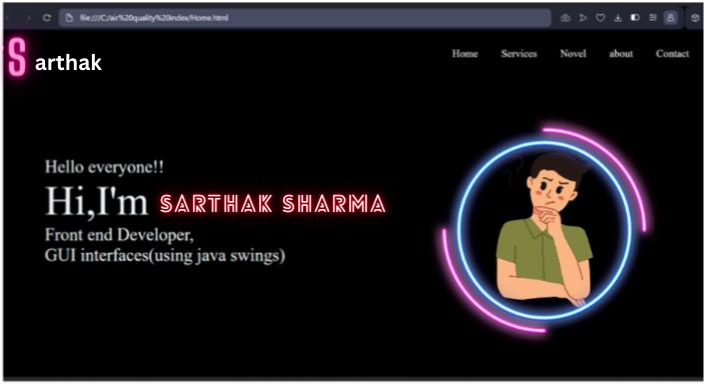 file:///C:/air%20quality%20index/Home.html
Sarthak
Home Services Novel about Contact
Hello everyone!!
Hi,I'm SARTHAK SHARMA
Front end Developer,
GUI interfaces(using java swings)